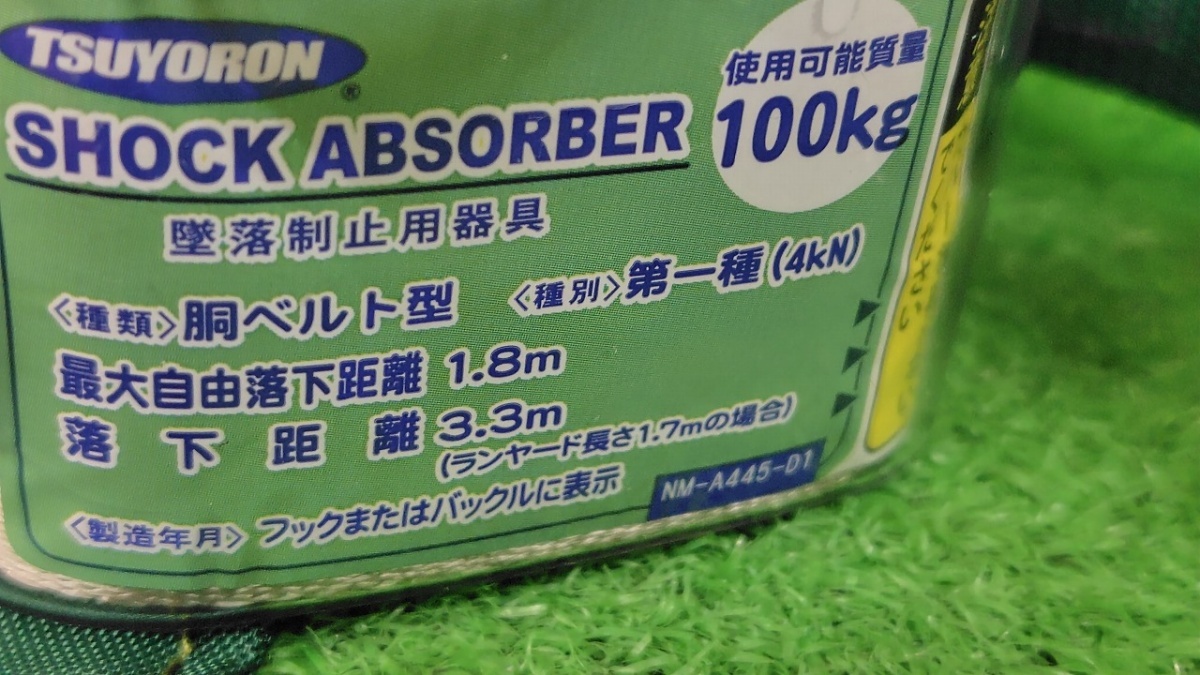 TSUYORON®
SHOCK ABSORBER
使用可能質量
100kg
墜落制止用器具
〈種類〉胴ベルト型 〈種別〉第一種(4kN)
最大自由落下距離 1.8m
落下距離 3.3m
(ランヤード長さ1.7mの場合)
〈製造年月〉フックまたはバックルに表示
NM-A445-D1